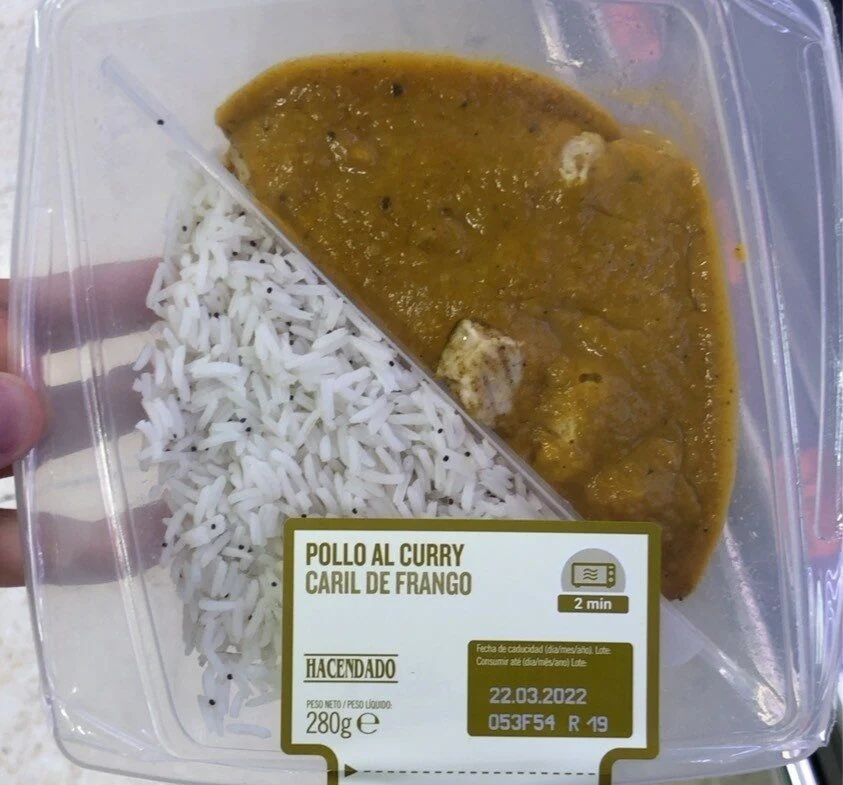 POLLO AL CURRY
CARIL DE FRANGO
2 min
HACENDADO
Fecha de caducidad (día/mes/año). Lote:
Consumir até (dia/mês/ano) Lote:
22.03.2022
053F54 R 19
PESO NETO / PESO LÍQUIDO:
280g e